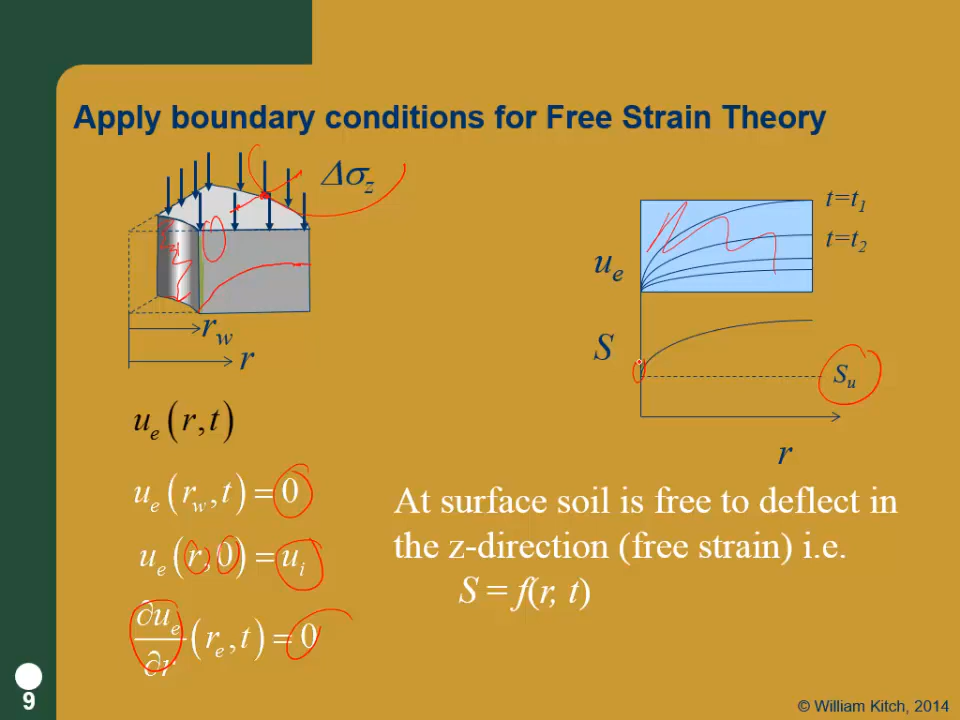 Apply boundary conditions for Free Strain Theory
Δσz
t=t1
t=t2
ue
S
Su
r
rw
r
ue(r,t)
ue(rw,t)=0
ue(r,0)=ui
∂ue/∂r(re,t)=0
At surface soil is free to deflect in
the z-direction (free strain) i.e.
S = f(r, t)
9
© William Kitch, 2014